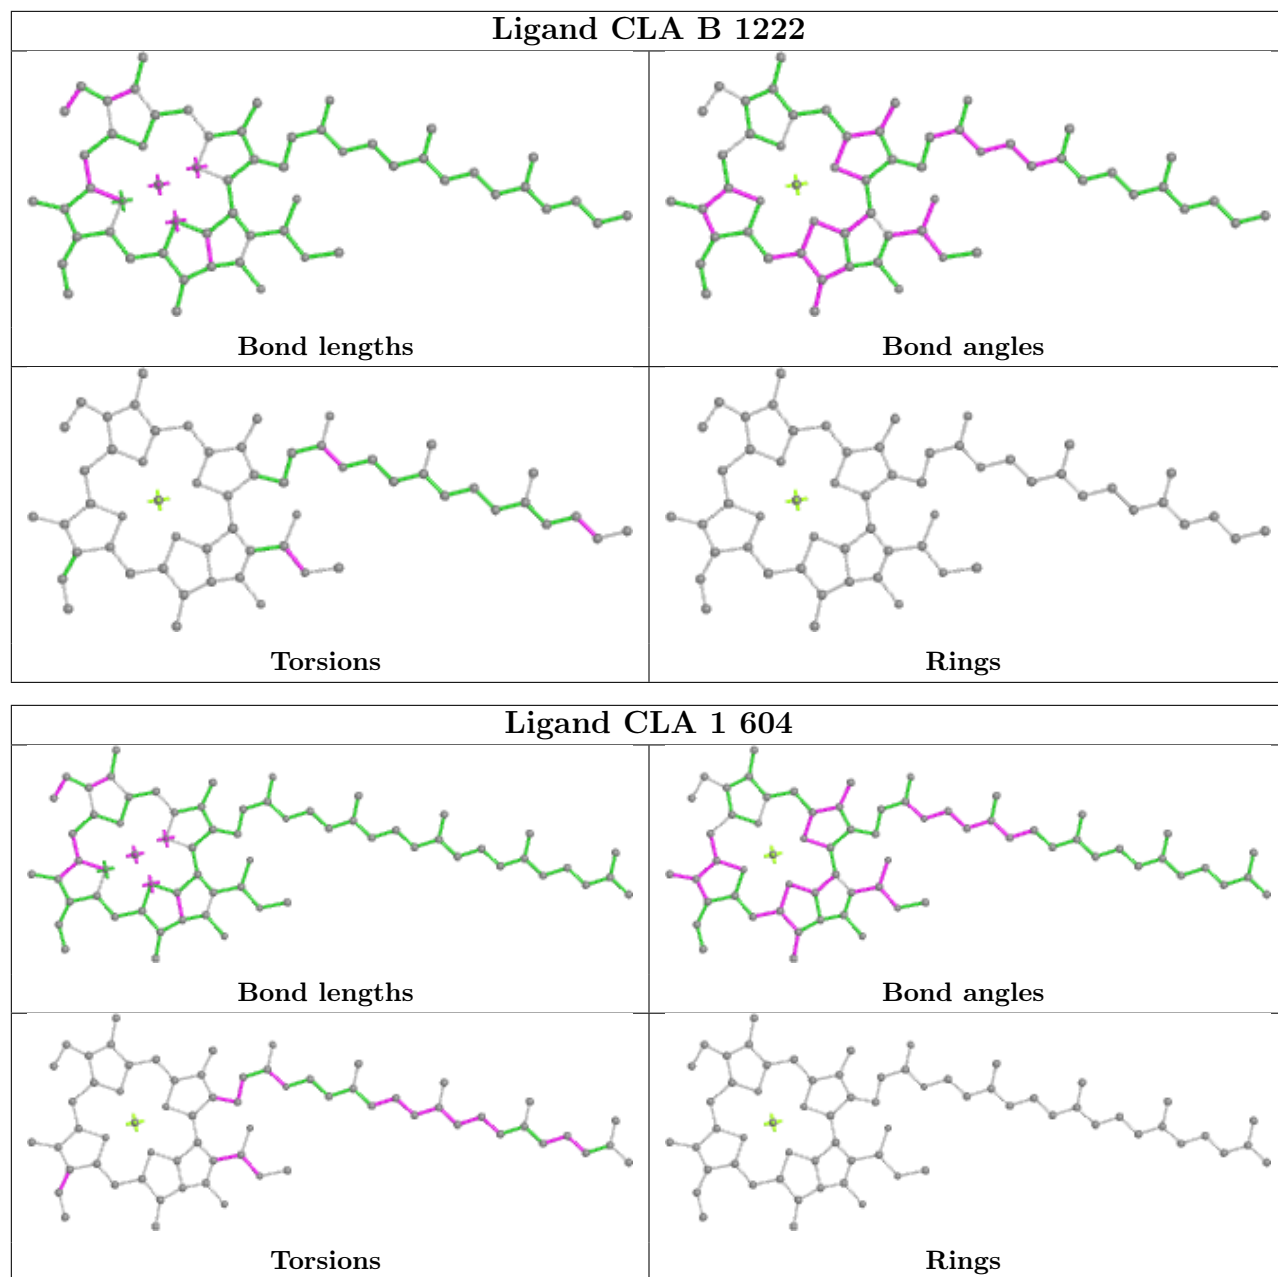 Ligand CLA B 1222
Bond lengths
Bond angles
Torsions
Rings
Ligand CLA 1 604
Bond lengths
Bond angles
Torsions
Rings